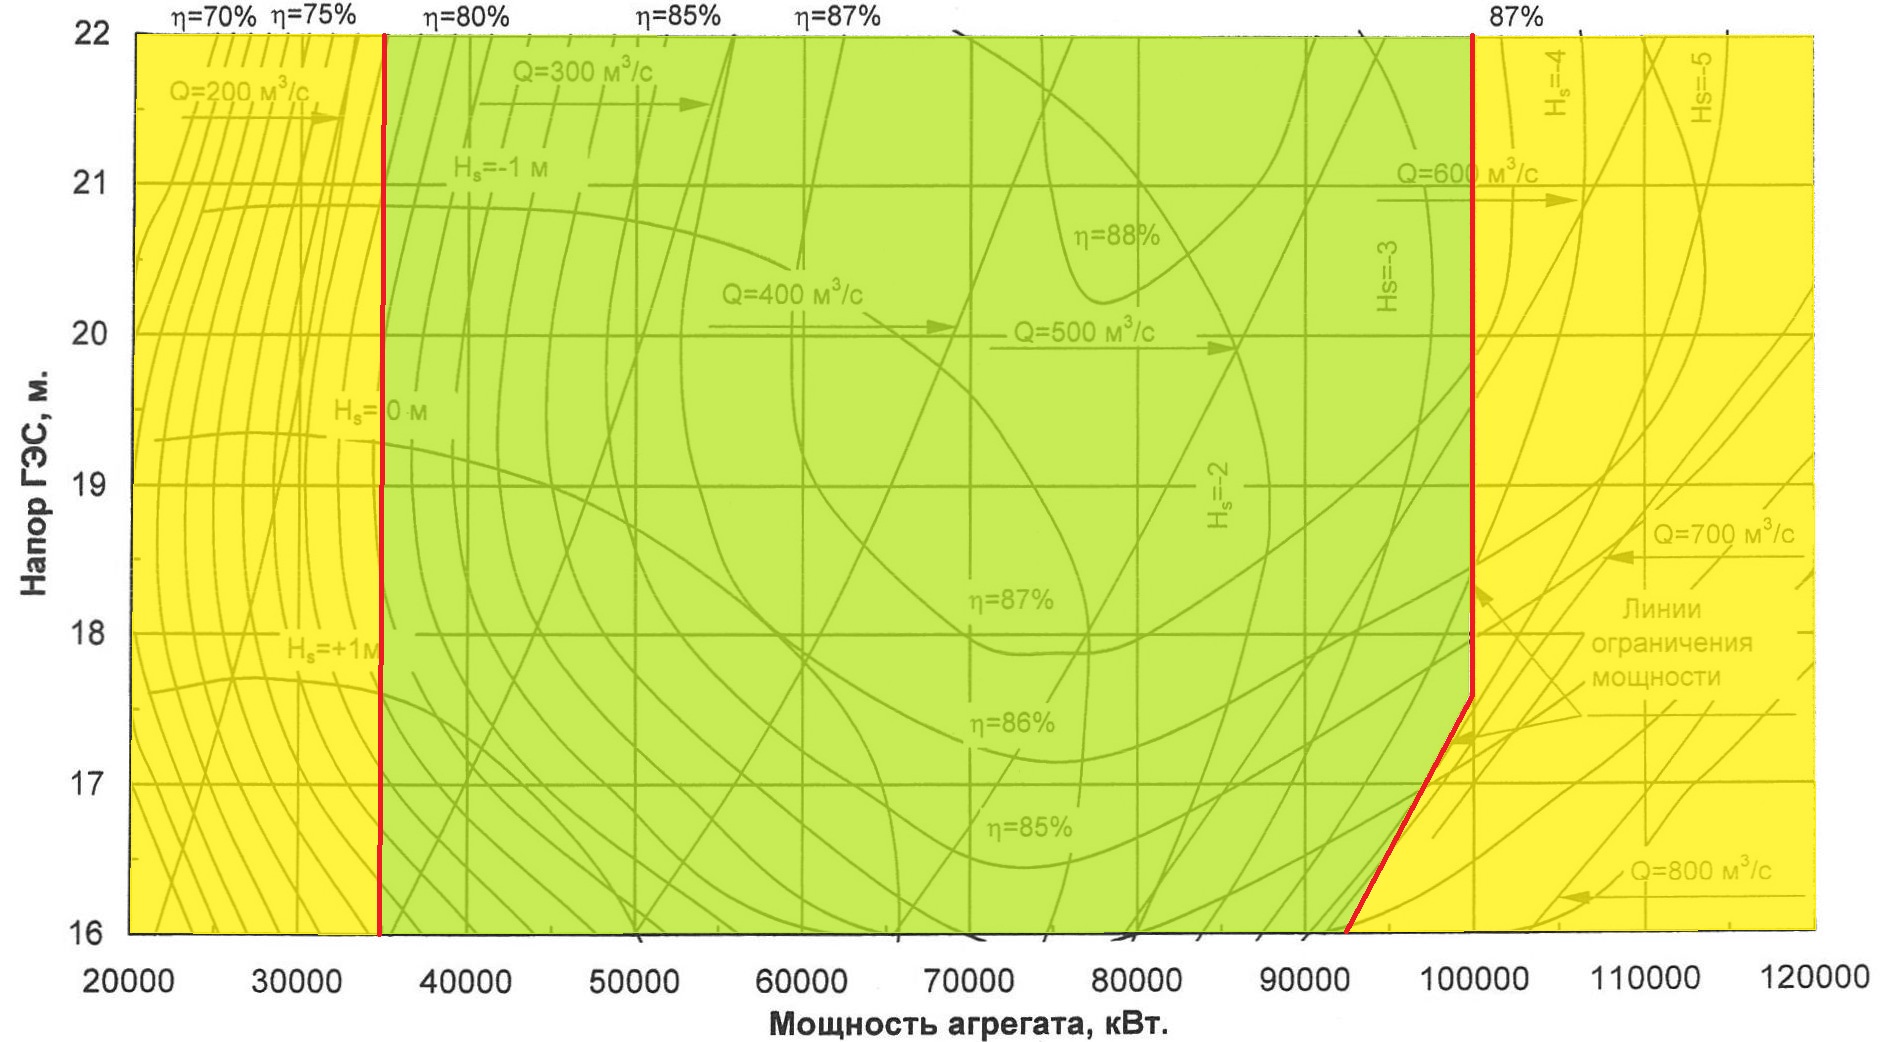 η=70% η=75% η=80% η=85% η=87% 87%
22
Q=200 м³/с
Q=300 м³/с
Hs=-4
Hs=-5
21
Hs=-1 м
Q=600 м³/с
η=88%
Hs=-3
Q=400 м³/с
20
Q=500 м³/с
Hs= 0 м
Напор ГЭС, м.
19
Hs=-2
Q=700 м³/с
η=87%
Линии
ограничения
мощности
18
Hs=+1м
η=86%
17
η=85%
Q=800 м³/с
16
20000 30000 40000 50000 60000 70000 80000 90000 100000 110000 120000
Мощность агрегата, кВт.